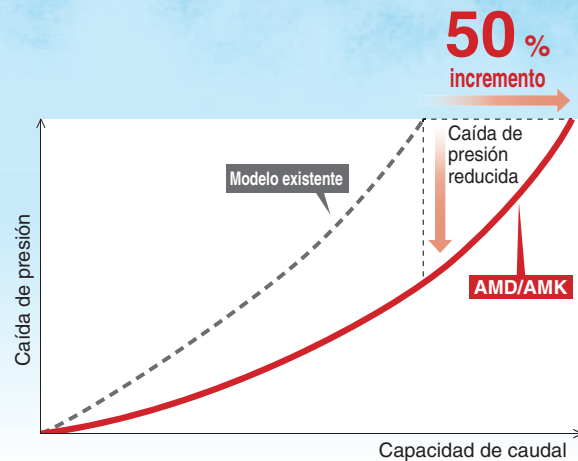 50 %
incremento
Caída de
presión
reducida
Modelo existente
AMD/AMK
Caída de presión
Capacidad de caudal